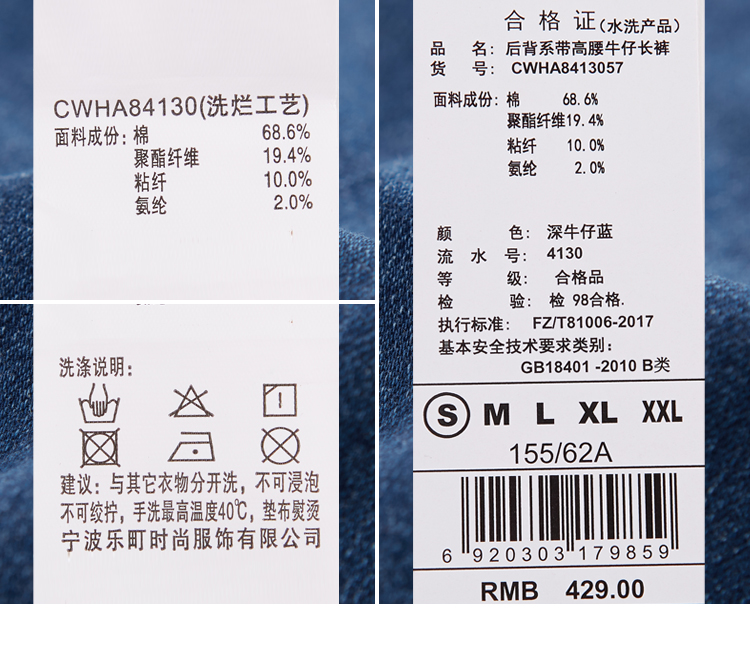 CWHA84130(洗烂工艺)
面料成份: 棉 68.6%
聚酯纤维 19.4%
粘纤 10.0%
氨纶 2.0%
洗涤说明:
建议: 与其它衣物分开洗, 不可浸泡
不可绞拧, 手洗最高温度40℃, 垫布熨烫
宁波乐町时尚服饰有限公司
合格证(水洗产品)
品 名: 后背系带高腰牛仔长裤
货 号: CWHA8413057
面料成份: 棉 68.6%
聚酯纤维19.4%
粘纤 10.0%
氨纶 2.0%
颜 色: 深牛仔蓝
流水号: 4130
等 级: 合格品
检 验: 检 98合格.
执行标准: FZ/T81006-2017
基本安全技术要求类别:
GB18401 -2010 B类
S M L XL XXL
155/62A
6 920303 179859
RMB 429.00